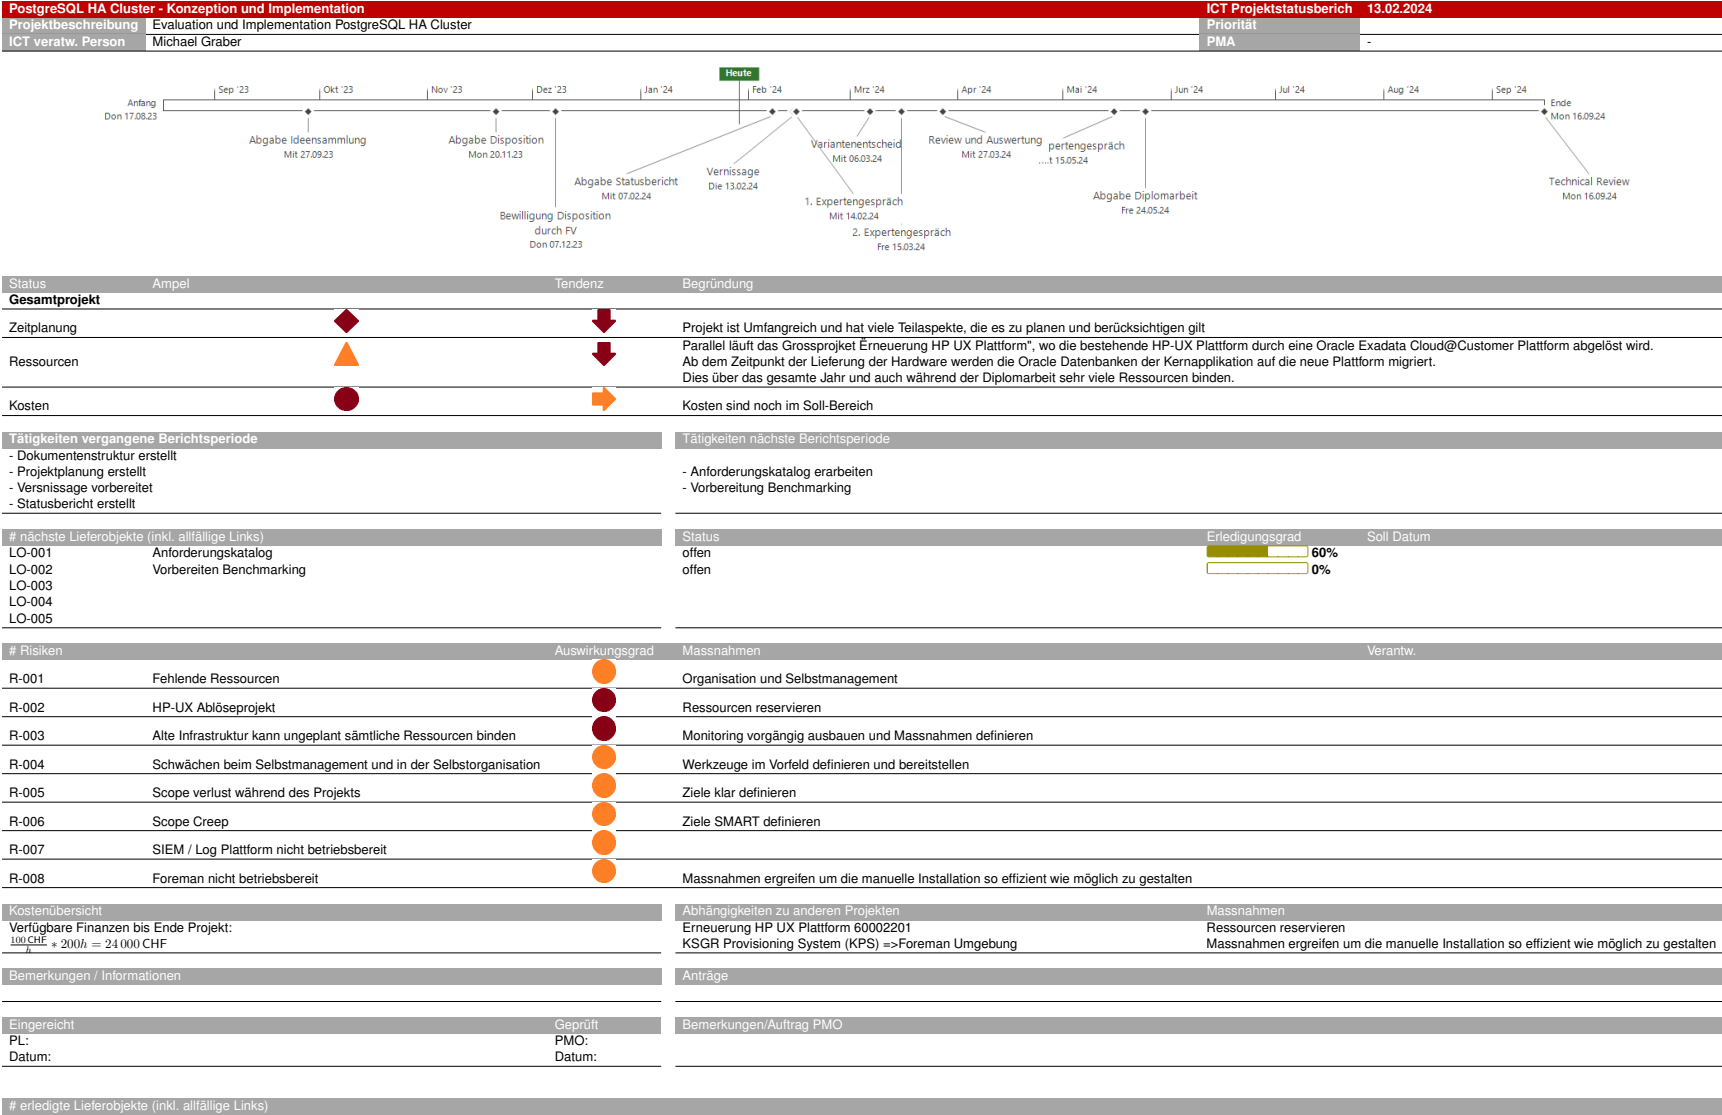 PostgreSQL HA Cluster - Konzeption und Implementation ICT Projektstatusberich 13.02.2024
Projektbeschreibung Evaluation und Implementation PostgreSQL HA Cluster Priorität
ICT veratw. Person Michael Graber PMA -
Heute
Sep '23 Okt '23 Nov '23 Dez '23 Jan '24 Feb '24 Mrz '24 Apr '24 Mai '24 Jun '24 Jul '24 Aug '24 Sep '24
Anfang
Don 17.08.23
Ende
Mon 16.09.24
Abgabe Ideensammlung
Mit 27.09.23
Abgabe Disposition
Mon 20.11.23
Bewilligung Disposition
durch FV
Don 07.12.23
Abgabe Statusbericht
Mit 07.02.24
Vernissage
Die 13.02.24
1. Expertengespräch
Mit 14.02.24
Variantenentscheid
Mit 06.03.24
2. Expertengespräch
Fre 15.03.24
Review und Auswertung
Mit 27.03.24
pertengespräch
....t 15.05.24
Abgabe Diplomarbeit
Fre 24.05.24
Technical Review
Mon 16.09.24
Status Ampel Tendenz Begründung
Gesamtprojekt
Zeitplanung Projekt ist Umfangreich und hat viele Teilaspekte, die es zu planen und berücksichtigen gilt
Parallel läuft das Grossprojket Ërneuerung HP UX Plattform", wo die bestehende HP-UX Plattform durch eine Oracle Exadata Cloud@Customer Plattform abgelöst wird.
Ressourcen Ab dem Zeitpunkt der Lieferung der Hardware werden die Oracle Datenbanken der Kernapplikation auf die neue Plattform migriert.
Dies über das gesamte Jahr und auch während der Diplomarbeit sehr viele Ressourcen binden.
Kosten Kosten sind noch im Soll-Bereich
Tätigkeiten vergangene Berichtsperiode Tätigkeiten nächste Berichtsperiode
- Dokumentenstruktur erstellt
- Projektplanung erstellt - Anforderungskatalog erarbeiten
- Versnissage vorbereitet - Vorbereitung Benchmarking
- Statusbericht erstellt
# nächste Lieferobjekte (inkl. allfällige Links) Status Erledigungsgrad Soll Datum
LO-001 Anforderungskatalog offen 60%
LO-002 Vorbereiten Benchmarking offen 0%
LO-003
LO-004
LO-005
# Risiken Auswirkungsgrad Massnahmen Verantw.
R-001 Fehlende Ressourcen Organisation und Selbstmanagement
R-002 HP-UX Ablöseprojekt Ressourcen reservieren
R-003 Alte Infrastruktur kann ungeplant sämtliche Ressourcen binden Monitoring vorgängig ausbauen und Massnahmen definieren
R-004 Schwächen beim Selbstmanagement und in der Selbstorganisation Werkzeuge im Vorfeld definieren und bereitstellen
R-005 Scope verlust während des Projekts Ziele klar definieren
R-006 Scope Creep Ziele SMART definieren
R-007 SIEM / Log Plattform nicht betriebsbereit
R-008 Foreman nicht betriebsbereit Massnahmen ergreifen um die manuelle Installation so effizient wie möglich zu gestalten
Kostenübersicht Abhängigkeiten zu anderen Projekten Massnahmen
Verfügbare Finanzen bis Ende Projekt: Erneuerung HP UX Plattform 60002201 Ressourcen reservieren
100 CHF/h * 200h = 24 000 CHF KSGR Provisioning System (KPS) =>Foreman Umgebung Massnahmen ergreifen um die manuelle Installation so effizient wie möglich zu gestalten
Bemerkungen / Informationen Anträge
Eingereicht Geprüft Bemerkungen/Auftrag PMO
PL: PMO:
Datum: Datum:
# erledigte Lieferobjekte (inkl. allfällige Links)